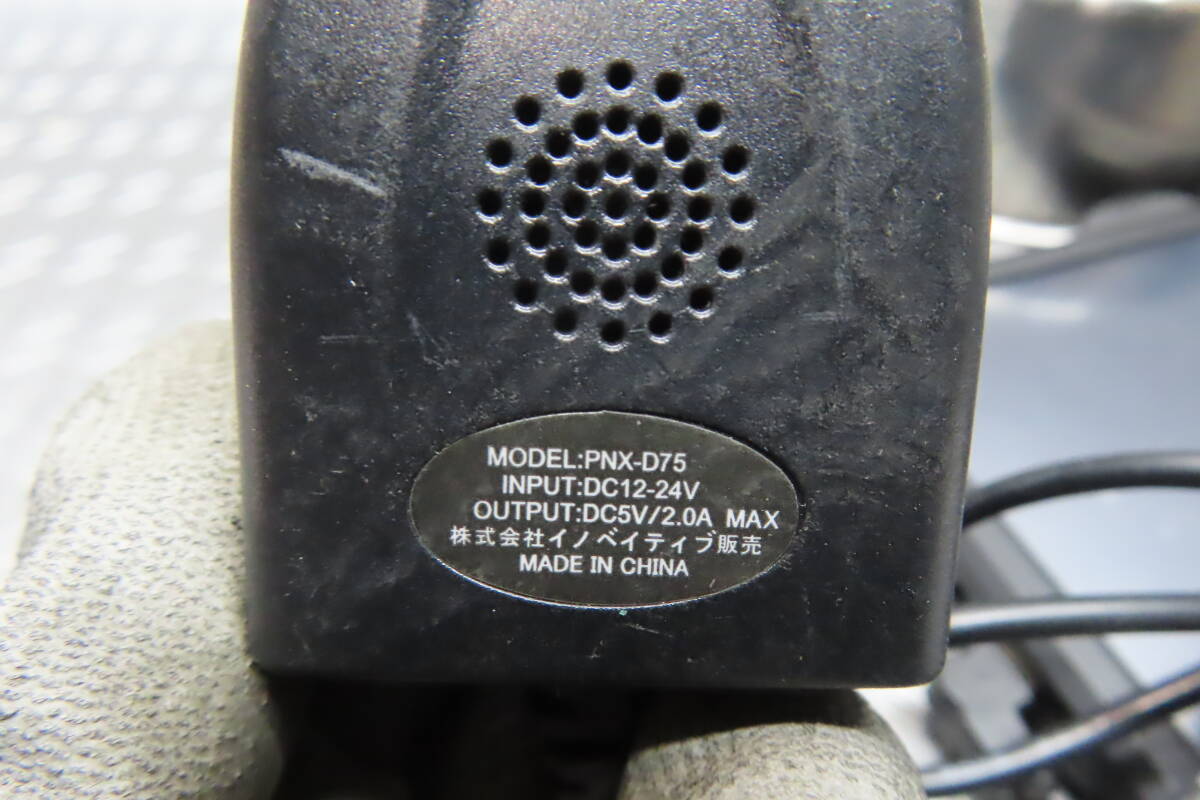 MODEL:PNX-D75
INPUT:DC12-24V
OUTPUT:DC5V/2.0A MAX
株式会社イノベイティブ販売
MADE IN CHINA